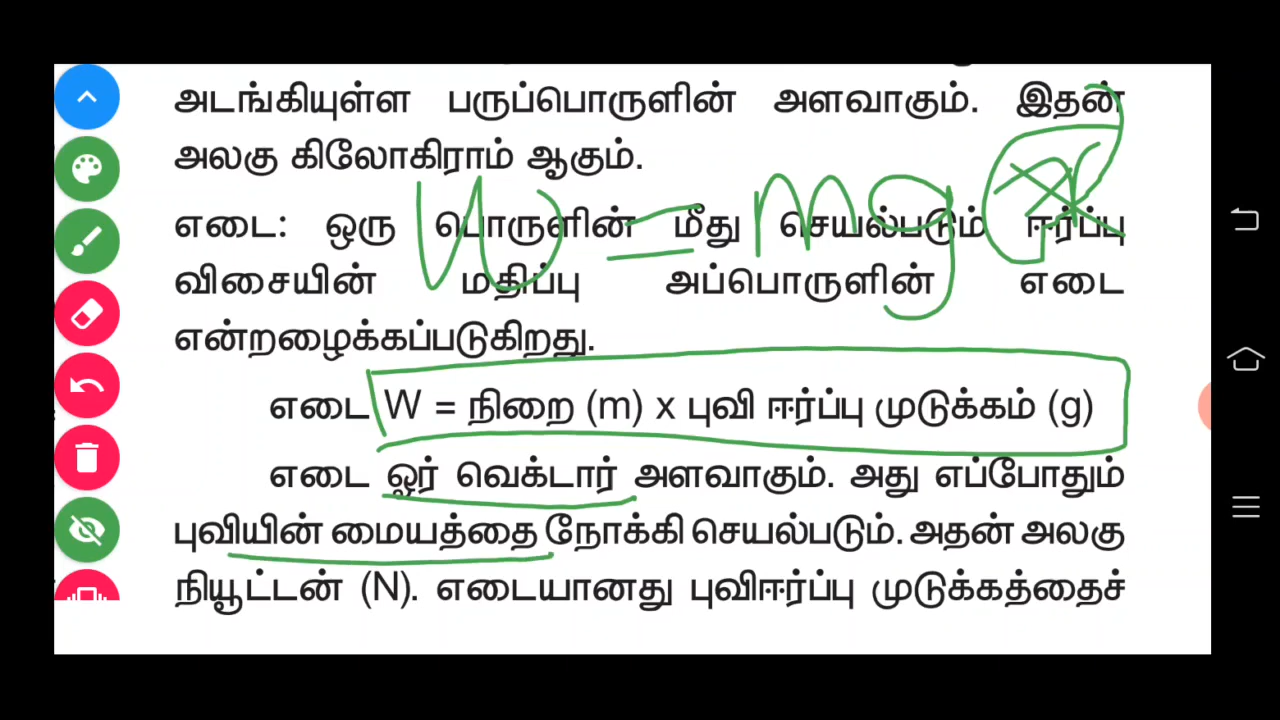 அடங்கியுள்ள பருப்பொருளின் அளவாகும். இதன்
அலகு கிலோகிராம் ஆகும்.
W = mg
எடை: ஒரு பொருளின் மீது செயல்படும் ஈர்ப்பு
விசையின் மதிப்பு அப்பொருளின் எடை
என்றழைக்கப்படுகிறது.
எடை W = நிறை (m) x புவி ஈர்ப்பு முடுக்கம் (g)
எடை ஓர் வெக்டார் அளவாகும். அது எப்போதும்
புவியின் மையத்தை நோக்கி செயல்படும். அதன் அலகு
நியூட்டன் (N). எடையானது புவிஈர்ப்பு முடுக்கத்தைச்